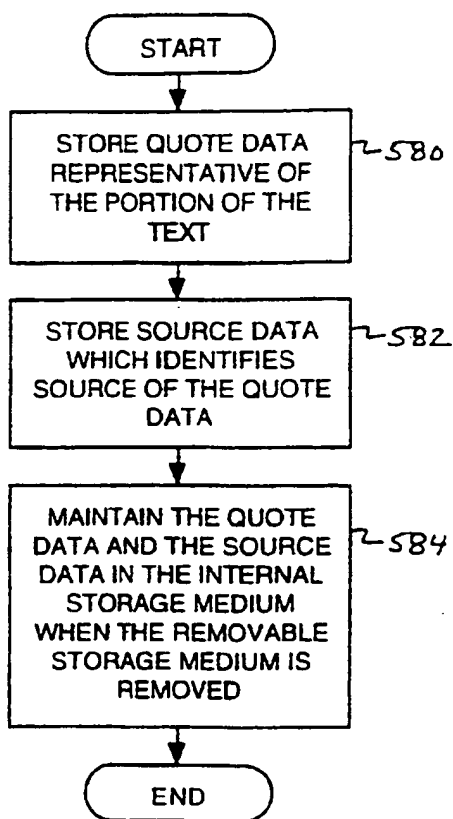 START
STORE QUOTE DATA
REPRESENTATIVE OF
THE PORTION OF THE
TEXT
580
STORE SOURCE DATA
WHICH IDENTIFIES
SOURCE OF THE QUOTE
DATA
582
MAINTAIN THE QUOTE
DATA AND THE SOURCE
DATA IN THE INTERNAL
STORAGE MEDIUM
WHEN THE REMOVABLE
STORAGE MEDIUM IS
REMOVED
584
END